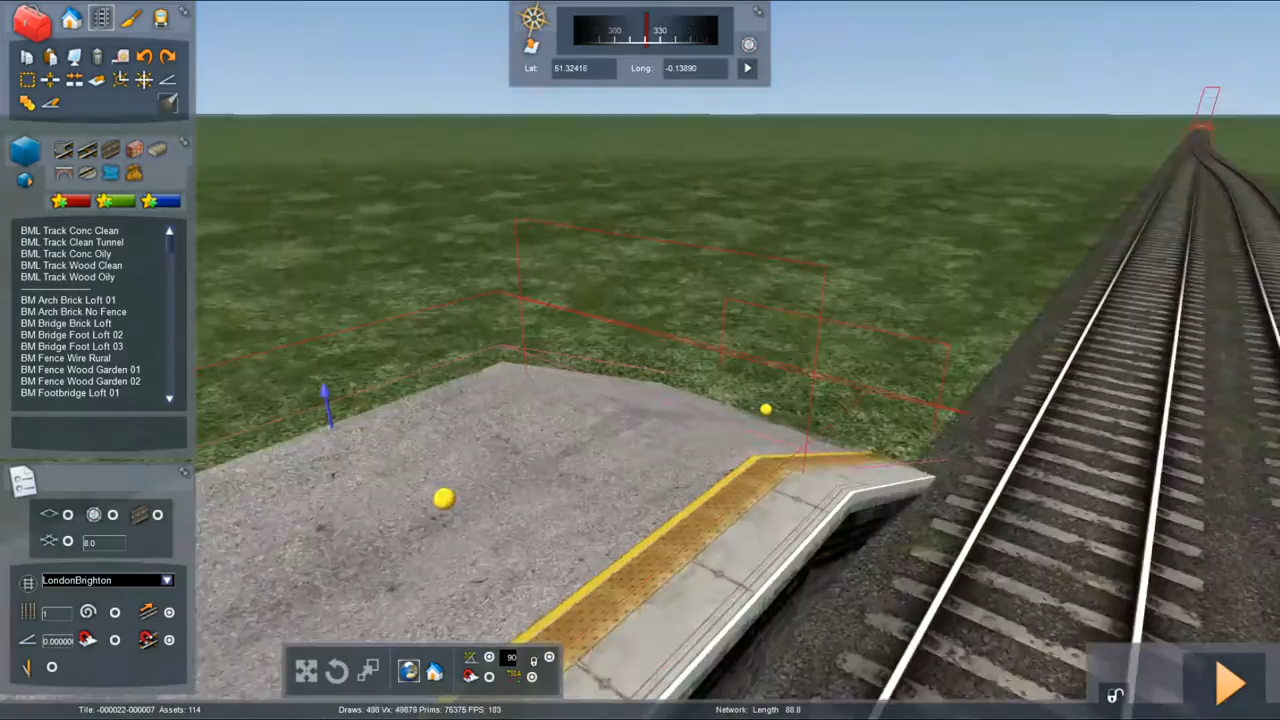 300 330
Lat: 51.32416 Long: -0.13890
BML Track Conc Clean
BML Track Clean Tunnel
BML Track Conc Oily
BML Track Wood Clean
BML Track Wood Oily
BM Arch Brick Loft 01
BM Arch Brick No Fence
BM Bridge Brick Loft
BM Bridge Foot Loft 02
BM Bridge Foot Loft 03
BM Fence Wire Rural
BM Fence Wood Garden 01
BM Fence Wood Garden 02
BM Footbridge Loft 01
8.0
LondonBrighton
1
0.00000
90
Tile: -000022-000007 Assets: 114 Draws: 498 Vx: 49879 Prims: 75375 FPS: 183 Network: Length 88.8